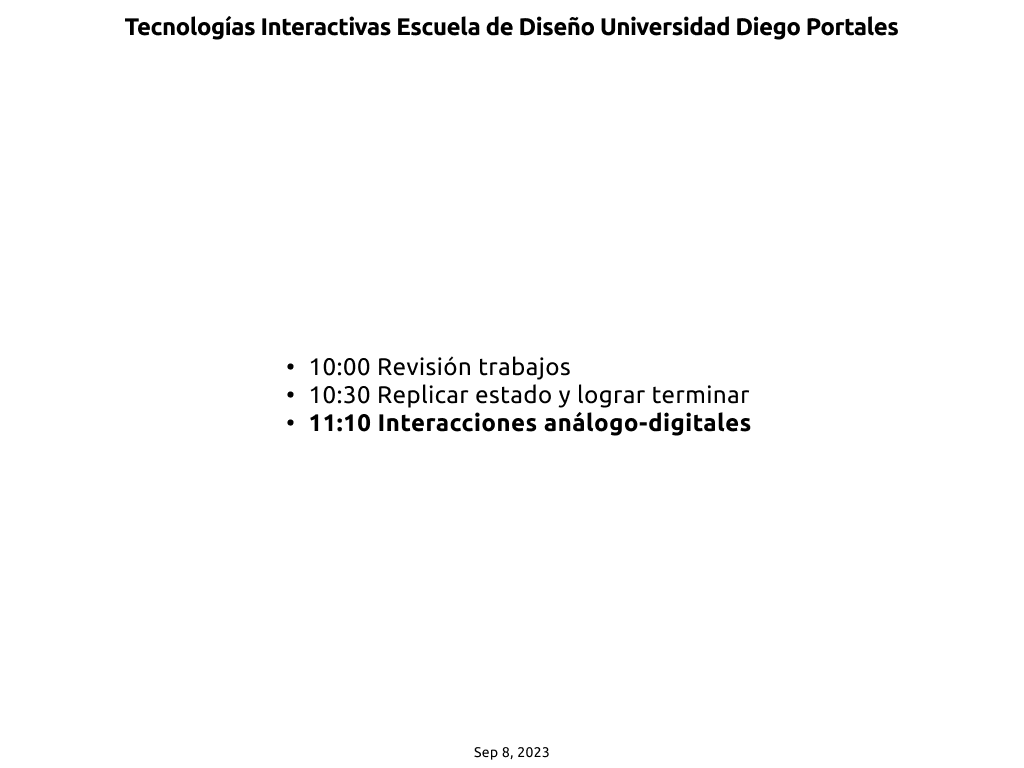 Tecnologías Interactivas Escuela de Diseño Universidad Diego Portales
• 10:00 Revisión trabajos
• 10:30 Replicar estado y lograr terminar
• 11:10 Interacciones análogo-digitales
Sep 8, 2023